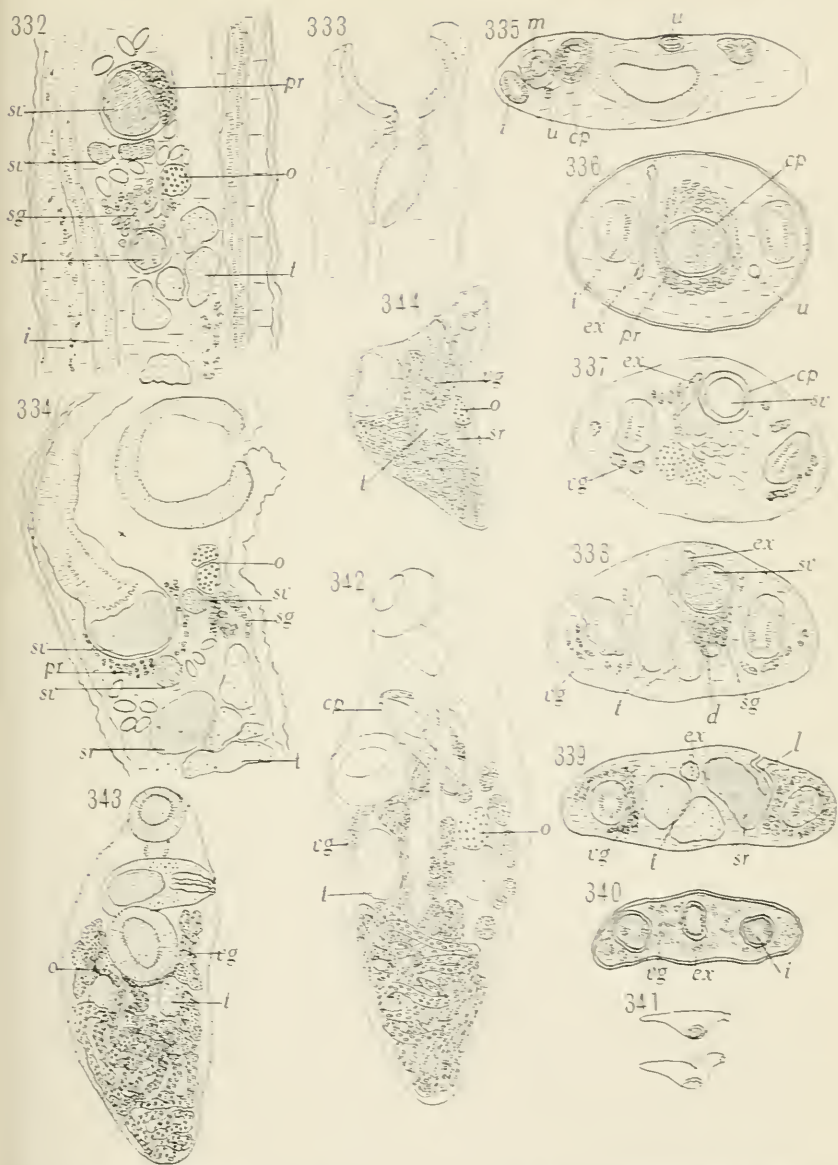 332
pr
sv
sv
o
sg
sr
t
i
333
335
m
u
i
u
cp
336
cp
i
ex
pr
u
344
vg
o
sr
t
337
ex
cp
sv
vg
334
o
sv
sg
sv
pr
sv
sr
t
338
ex
sv
vg
t
d
sg
342
cp
vg
o
t
339
ex
l
vg
t
sr
343
vg
o
t
340
vg
ex
i
341